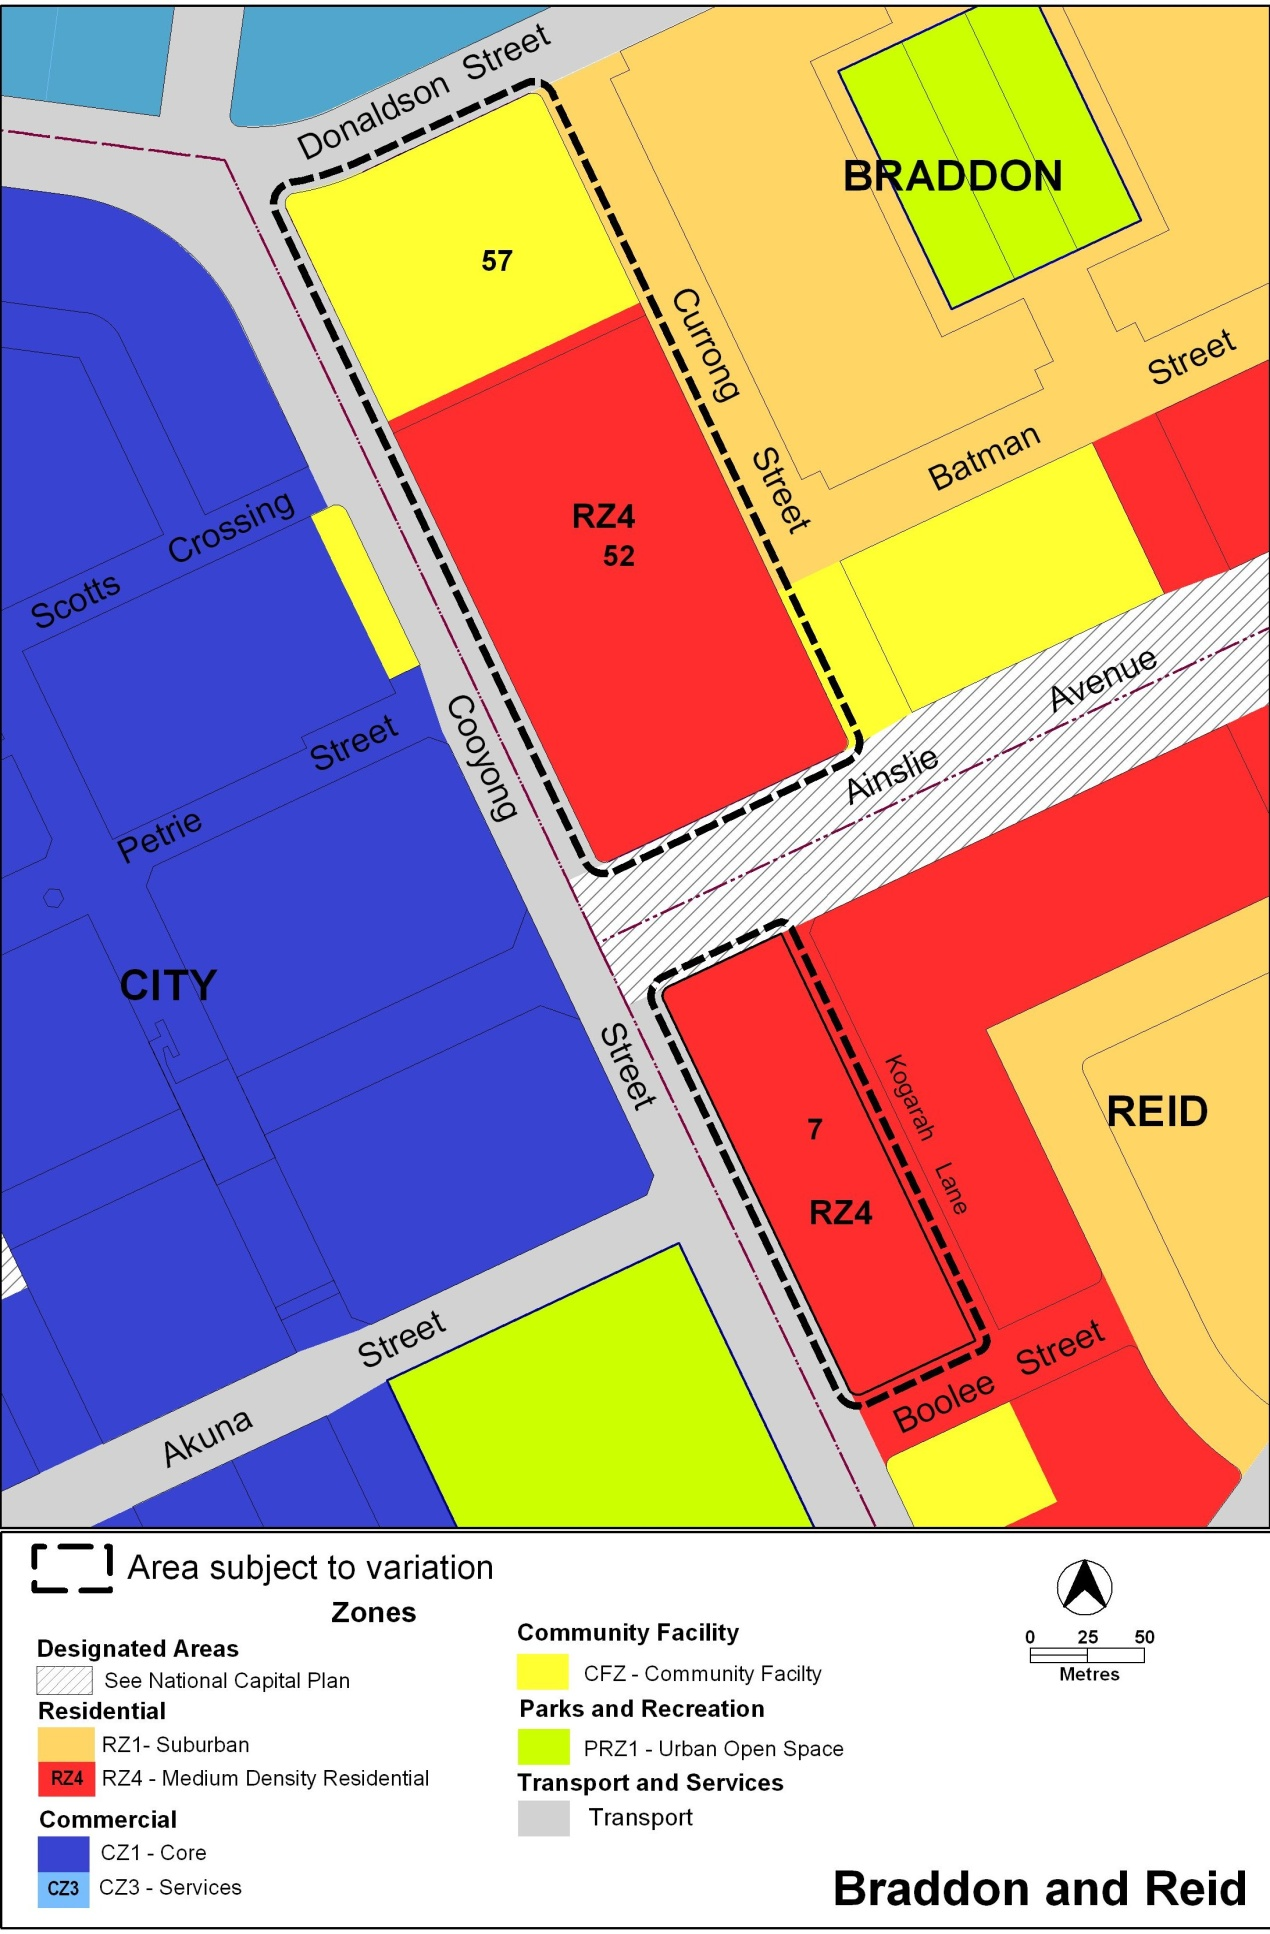 Donaldson Street
BRADDON
57
Currong
Street
Street
Batman
RZ4
52
Scotts Crossing
Petrie Street
Cooyong
Street
Ainslie Avenue
CITY
REID
7
RZ4
Kogarah Lane
Boolee Street
Akuna Street
Area subject to variation
Zones
Designated Areas
See National Capital Plan
Residential
RZ1- Suburban
RZ4 RZ4 - Medium Density Residential
Commercial
CZ1 - Core
CZ3 CZ3 - Services
Community Facility
CFZ - Community Facilty
Parks and Recreation
PRZ1 - Urban Open Space
Transport and Services
Transport
0 25 50
Metres
Braddon and Reid